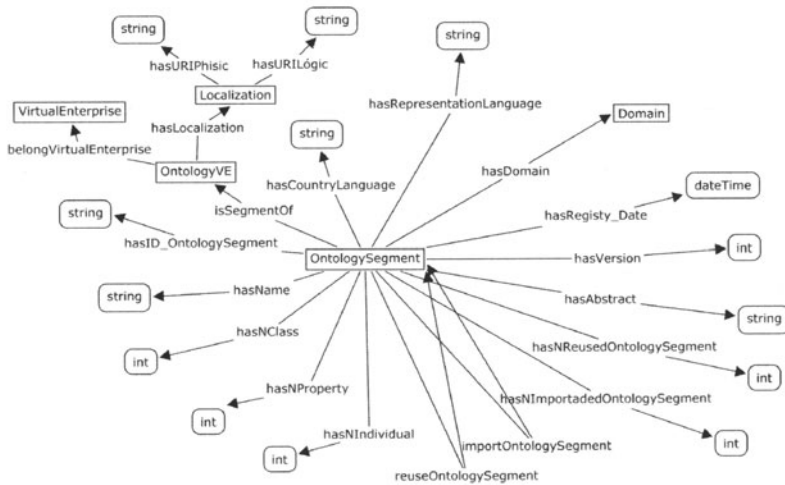 string
string
string
hasURIPhisic
hasURILógic
Localization
hasRepresentationLanguage
VirtualEnterprise
hasLocalization
string
Domain
belongVirtualEnterprise
OntologyVE
hasCountryLanguage
hasDomain
dateTime
string
isSegmentOf
hasRegisty_Date
hasID_OntologySegment
OntologySegment
hasVersion
int
string
hasName
hasAbstract
string
hasNClass
hasNReusedOntologySegment
int
int
hasNProperty
hasNImportadedOntologySegment
int
hasNIndividual
importOntologySegment
int
int
reuseOntologySegment